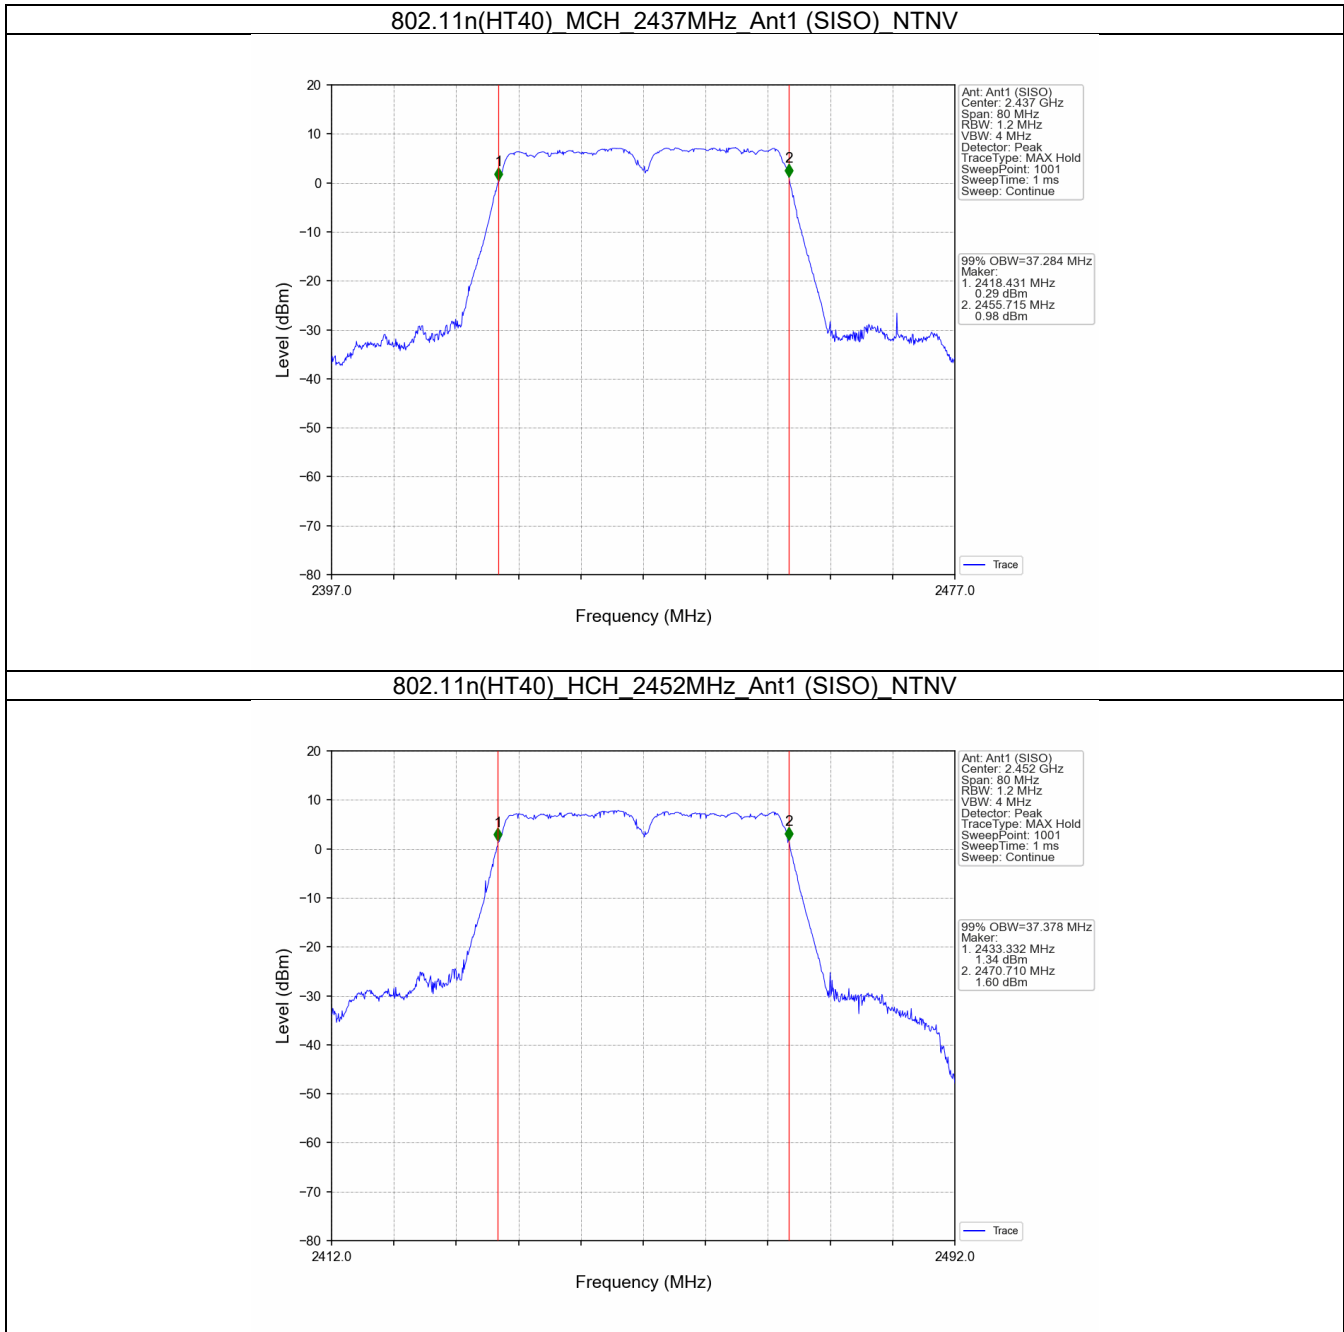 802.11n(HT40)_MCH_2437MHz_Ant1 (SISO)_NTNV
20
10
0
−10
−20
−30
−40
−50
−60
−70
−80
Level (dBm)
1
2
2397.0
2477.0
Frequency (MHz)
Ant: Ant1 (SISO)
Center: 2.437 GHz
Span: 80 MHz
RBW: 1.2 MHz
VBW: 4 MHz
Detector: Peak
TraceType: MAX Hold
SweepPoint: 1001
SweepTime: 1 ms
Sweep: Continue
99% OBW=37.284 MHz
Maker:
1. 2418.431 MHz
0.29 dBm
2. 2455.715 MHz
0.98 dBm
Trace
802.11n(HT40)_HCH_2452MHz_Ant1 (SISO)_NTNV
20
10
0
−10
−20
−30
−40
−50
−60
−70
−80
Level (dBm)
1
2
2412.0
2492.0
Frequency (MHz)
Ant: Ant1 (SISO)
Center: 2.452 GHz
Span: 80 MHz
RBW: 1.2 MHz
VBW: 4 MHz
Detector: Peak
TraceType: MAX Hold
SweepPoint: 1001
SweepTime: 1 ms
Sweep: Continue
99% OBW=37.378 MHz
Maker:
1. 2433.332 MHz
1.34 dBm
2. 2470.710 MHz
1.60 dBm
Trace